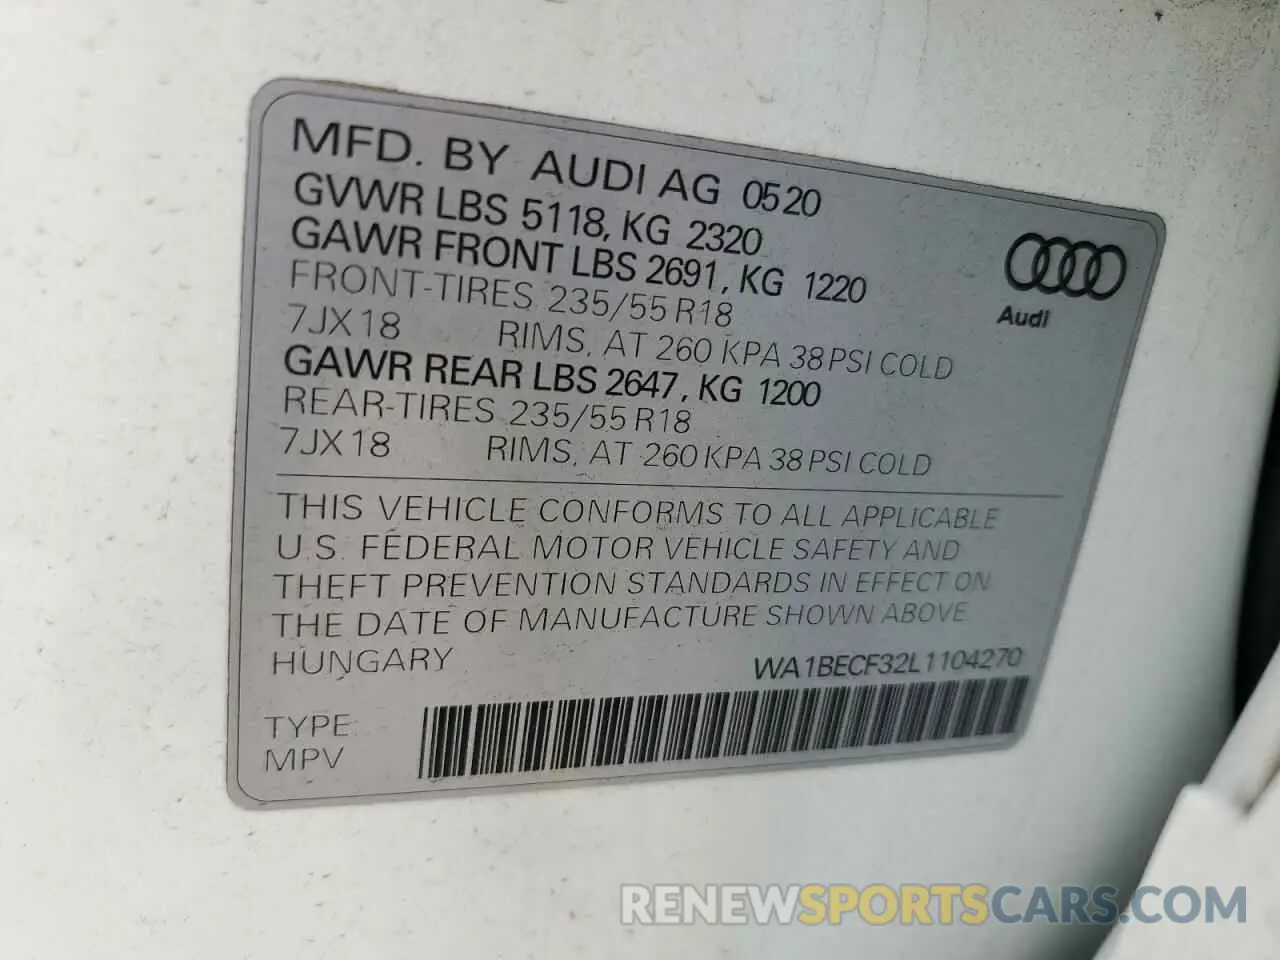 MFD. BY AUDI AG 0520
GVWR LBS 5118, KG 2320
GAWR FRONT LBS 2691, KG 1220
FRONT-TIRES 235/55 R18
7JX18 RIMS, AT 260 KPA 38 PSI COLD
GAWR REAR LBS 2647, KG 1200
REAR-TIRES 235/55 R18
7JX18 RIMS, AT 260 KPA 38 PSI COLD
Audi
THIS VEHICLE CONFORMS TO ALL APPLICABLE
U.S. FEDERAL MOTOR VEHICLE SAFETY AND
THEFT PREVENTION STANDARDS IN EFFECT ON
THE DATE OF MANUFACTURE SHOWN ABOVE
HUNGARY WA1BECF32L1104270
TYPE
MPV
RENEWSPORTSCARS.COM